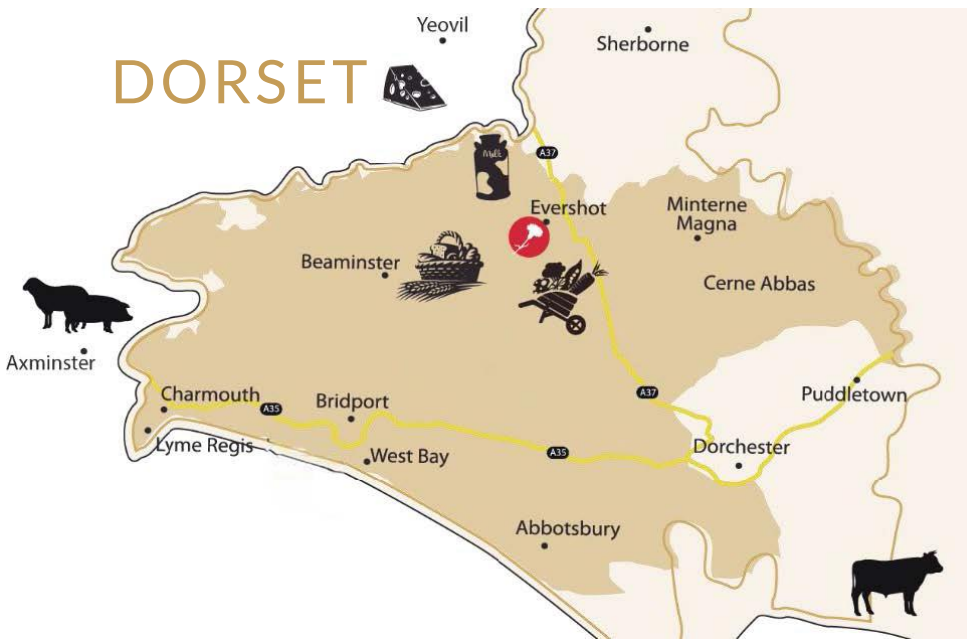 Yeovil
Sherborne
DORSET
Milk
A37
Evershot
Minterne
Magna
Beaminster
Cerne Abbas
Axminster
Charmouth
A35
Bridport
A37
Puddletown
Lyme Regis
West Bay
A35
Dorchester
Abbotsbury